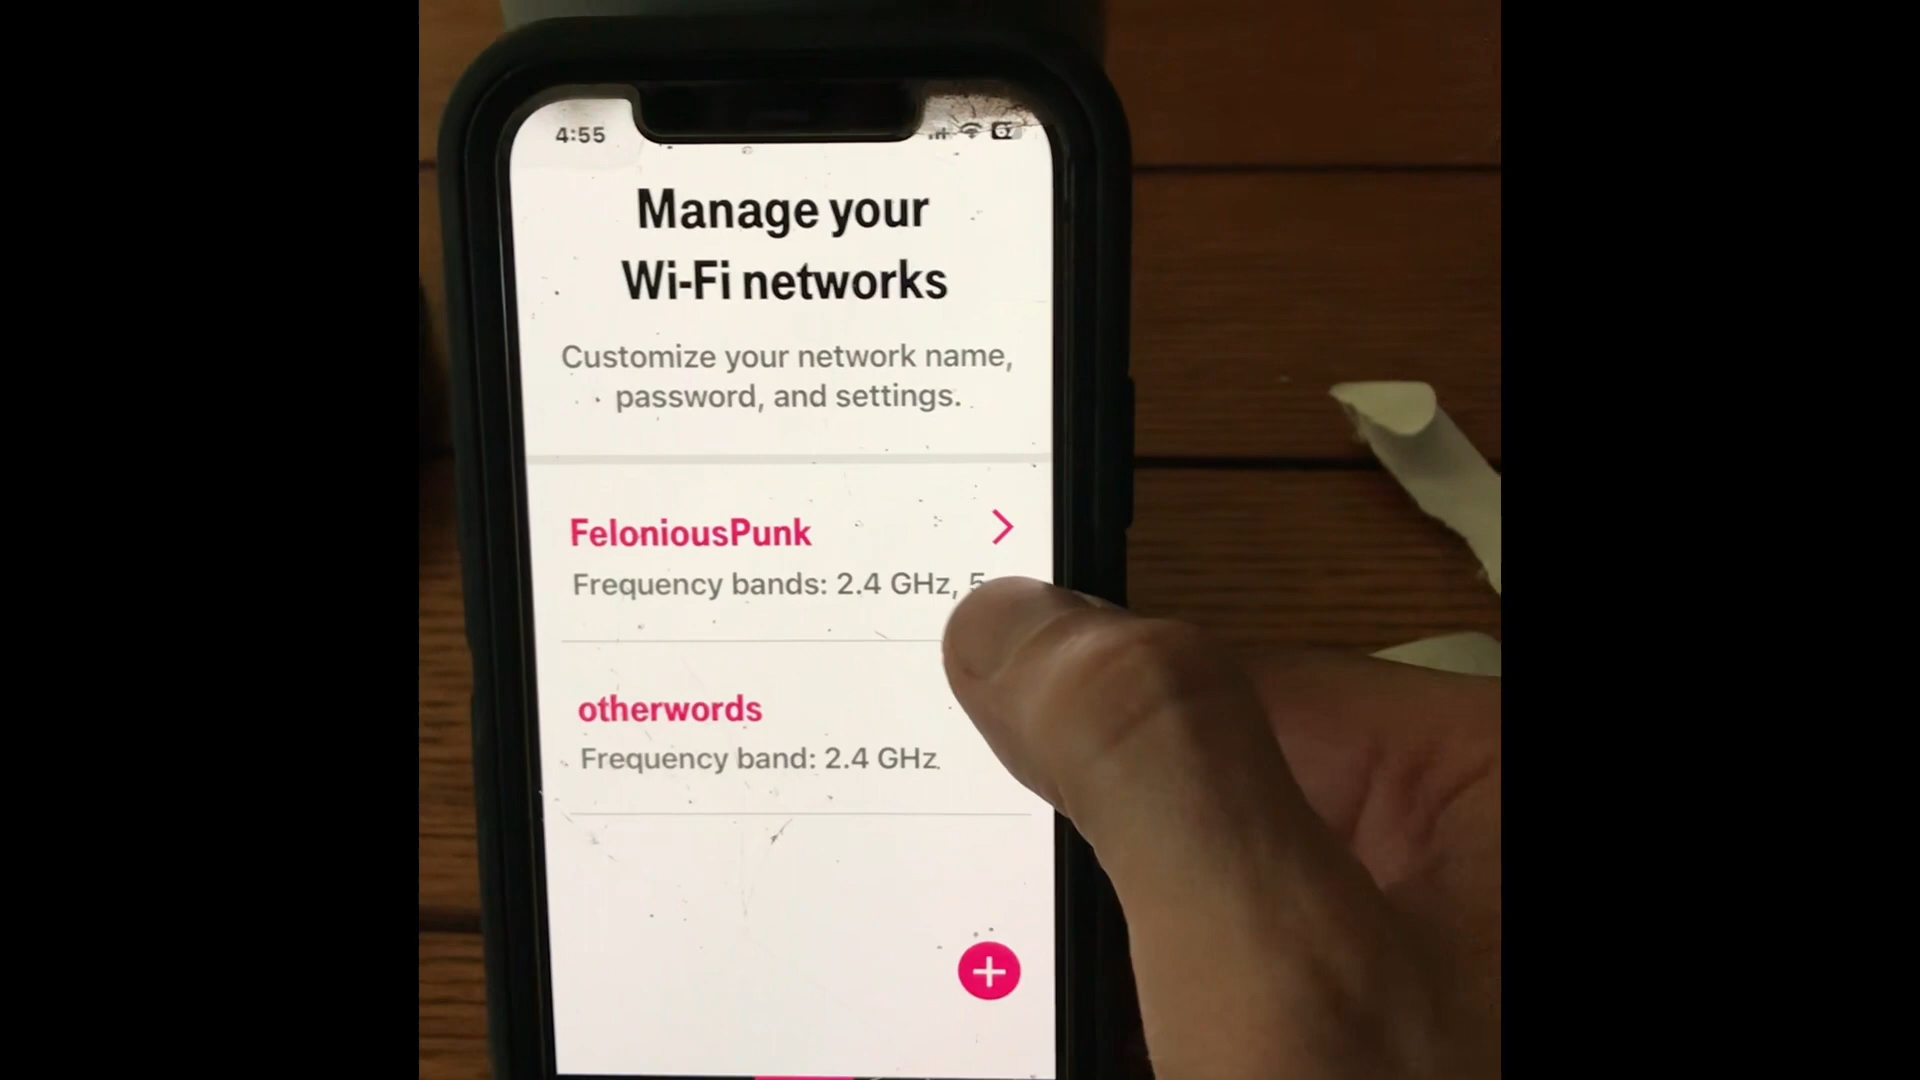 4:55
Manage your
Wi-Fi networks
Customize your network name,
password, and settings.
FeloniousPunk
Frequency bands: 2.4 GHz, 5
otherwords
Frequency band: 2.4 GHz